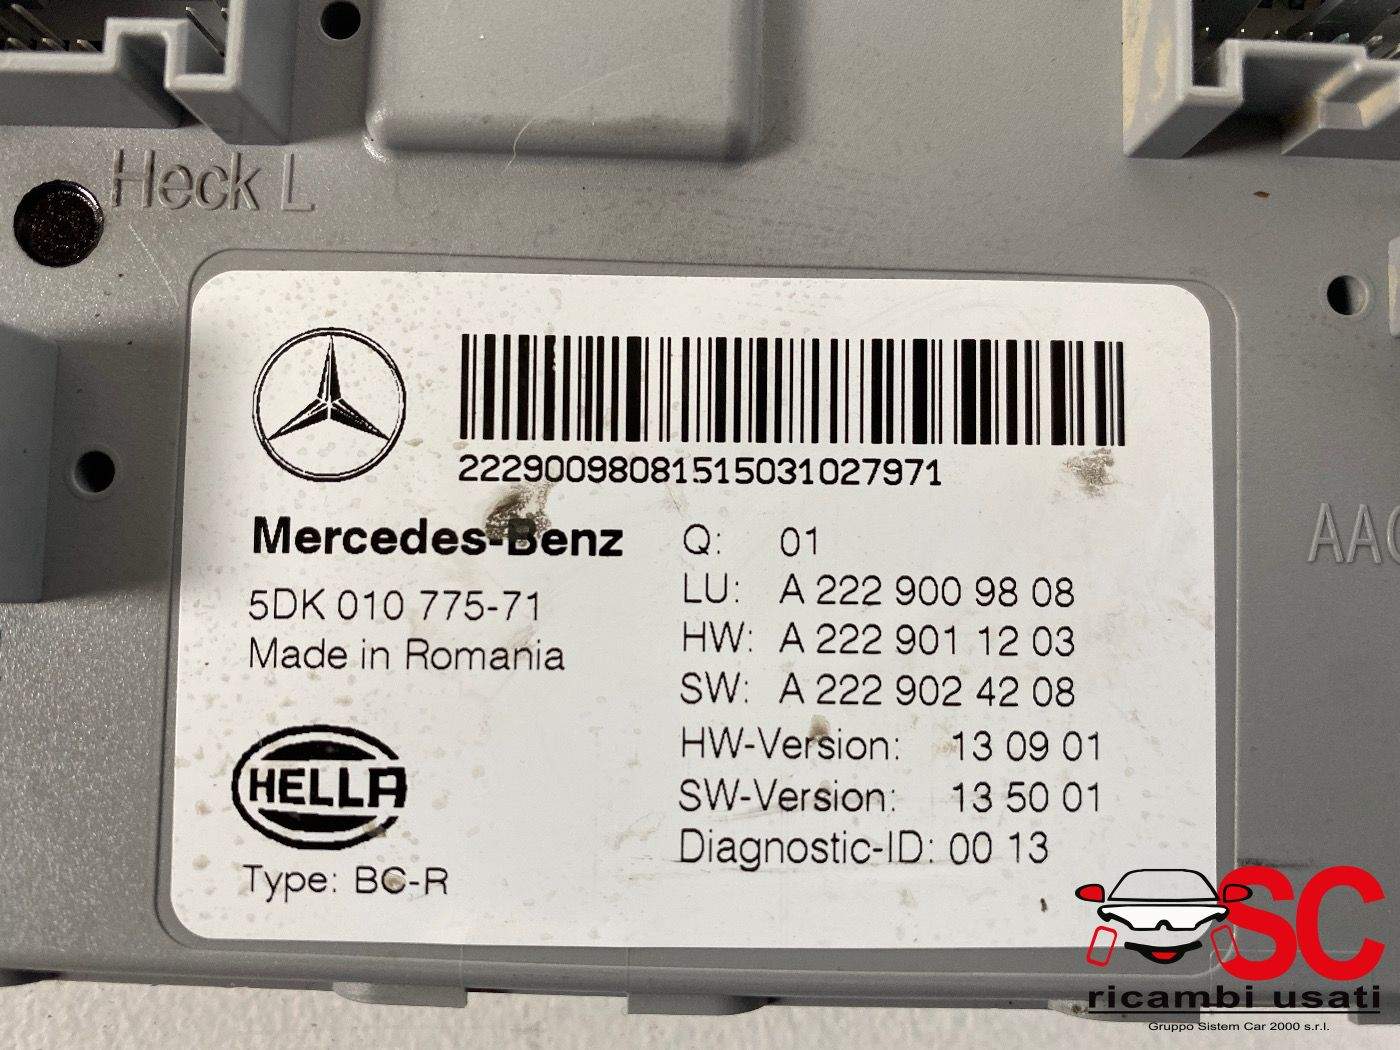 Heck L
2229009808151503102797​1
Mercedes-Benz
5DK 010 775-71
Made in Romania
HELLA
Type: BC-R
Q: 01
LU: A 222 900 98 08
HW: A 222 901 12 03
SW: A 222 902 42 08
HW-Version: 13 09 01
SW-Version: 13 50 01
Diagnostic-ID: 00 13
SC
ricambi usati
Gruppo Sistem Car 2000 s.r.l.